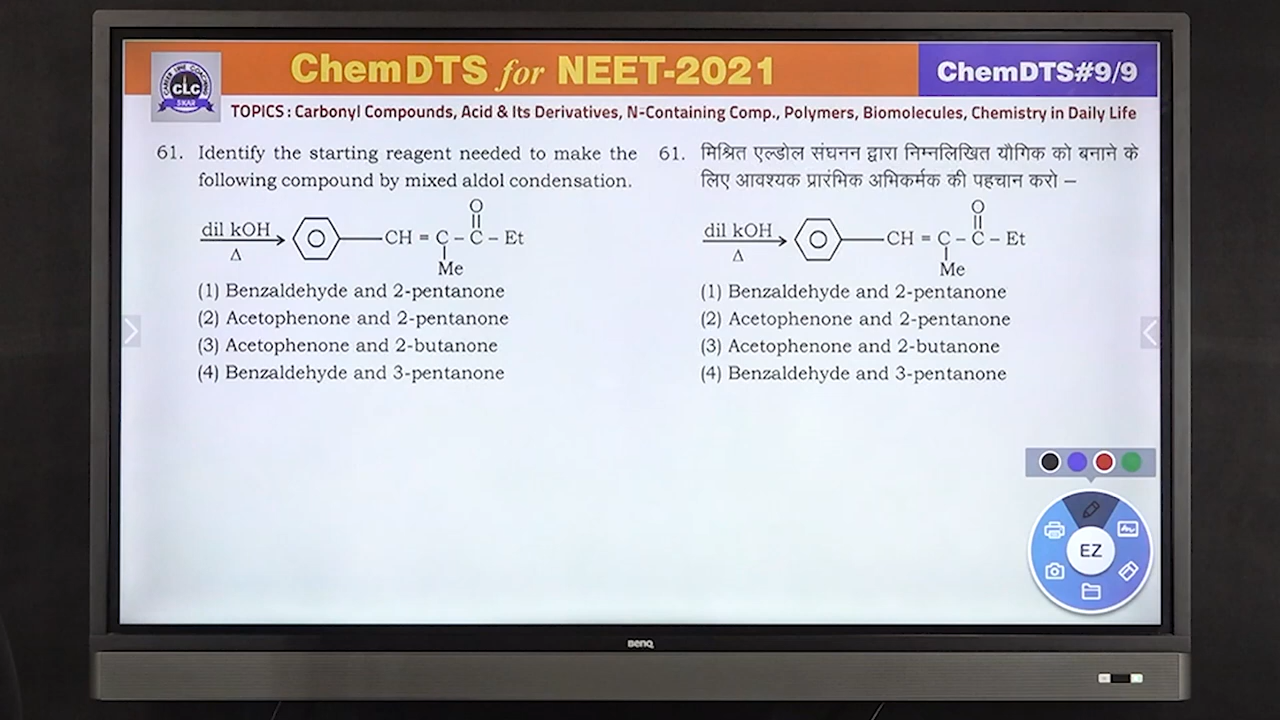 ChemDTS for NEET-2021
ChemDTS#9/9
CLC
SIKAR
TOPICS : Carbonyl Compounds, Acid & Its Derivatives, N-Containing Comp., Polymers, Biomolecules, Chemistry in Daily Life
61. Identify the starting reagent needed to make the
following compound by mixed aldol condensation.
O
dil kOH
CH = C – C – Et
Δ
Me
(1) Benzaldehyde and 2-pentanone
(2) Acetophenone and 2-pentanone
(3) Acetophenone and 2-butanone
(4) Benzaldehyde and 3-pentanone
61. मिश्रित एल्डोल संघनन द्वारा निम्नलिखित यौगिक को बनाने के
लिए आवश्यक प्रारंभिक अभिकर्मक की पहचान करो –
O
dil kOH
CH = C – C – Et
Δ
Me
(1) Benzaldehyde and 2-pentanone
(2) Acetophenone and 2-pentanone
(3) Acetophenone and 2-butanone
(4) Benzaldehyde and 3-pentanone
EZ
BenQ